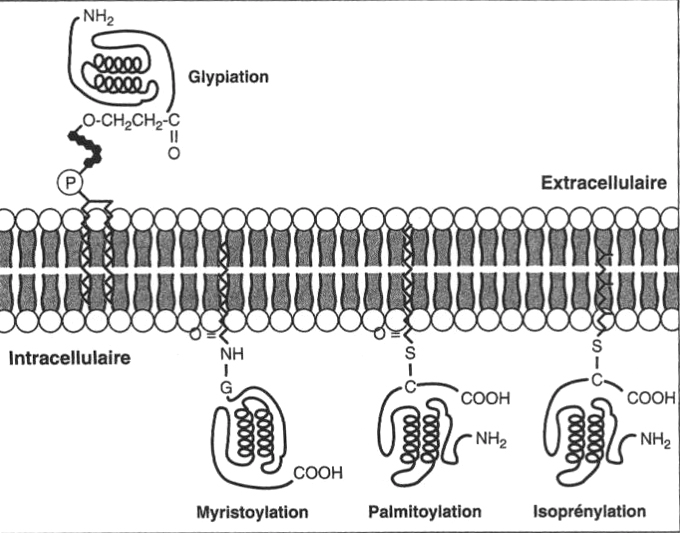 NH2
Glypiation
O-CH2CH2-C
O
P
Extracellulaire
Intracellulaire
O
NH
G
COOH
Myristoylation
O
S
C
COOH
NH2
Palmitoylation
S
C
COOH
NH2
Isoprénylation